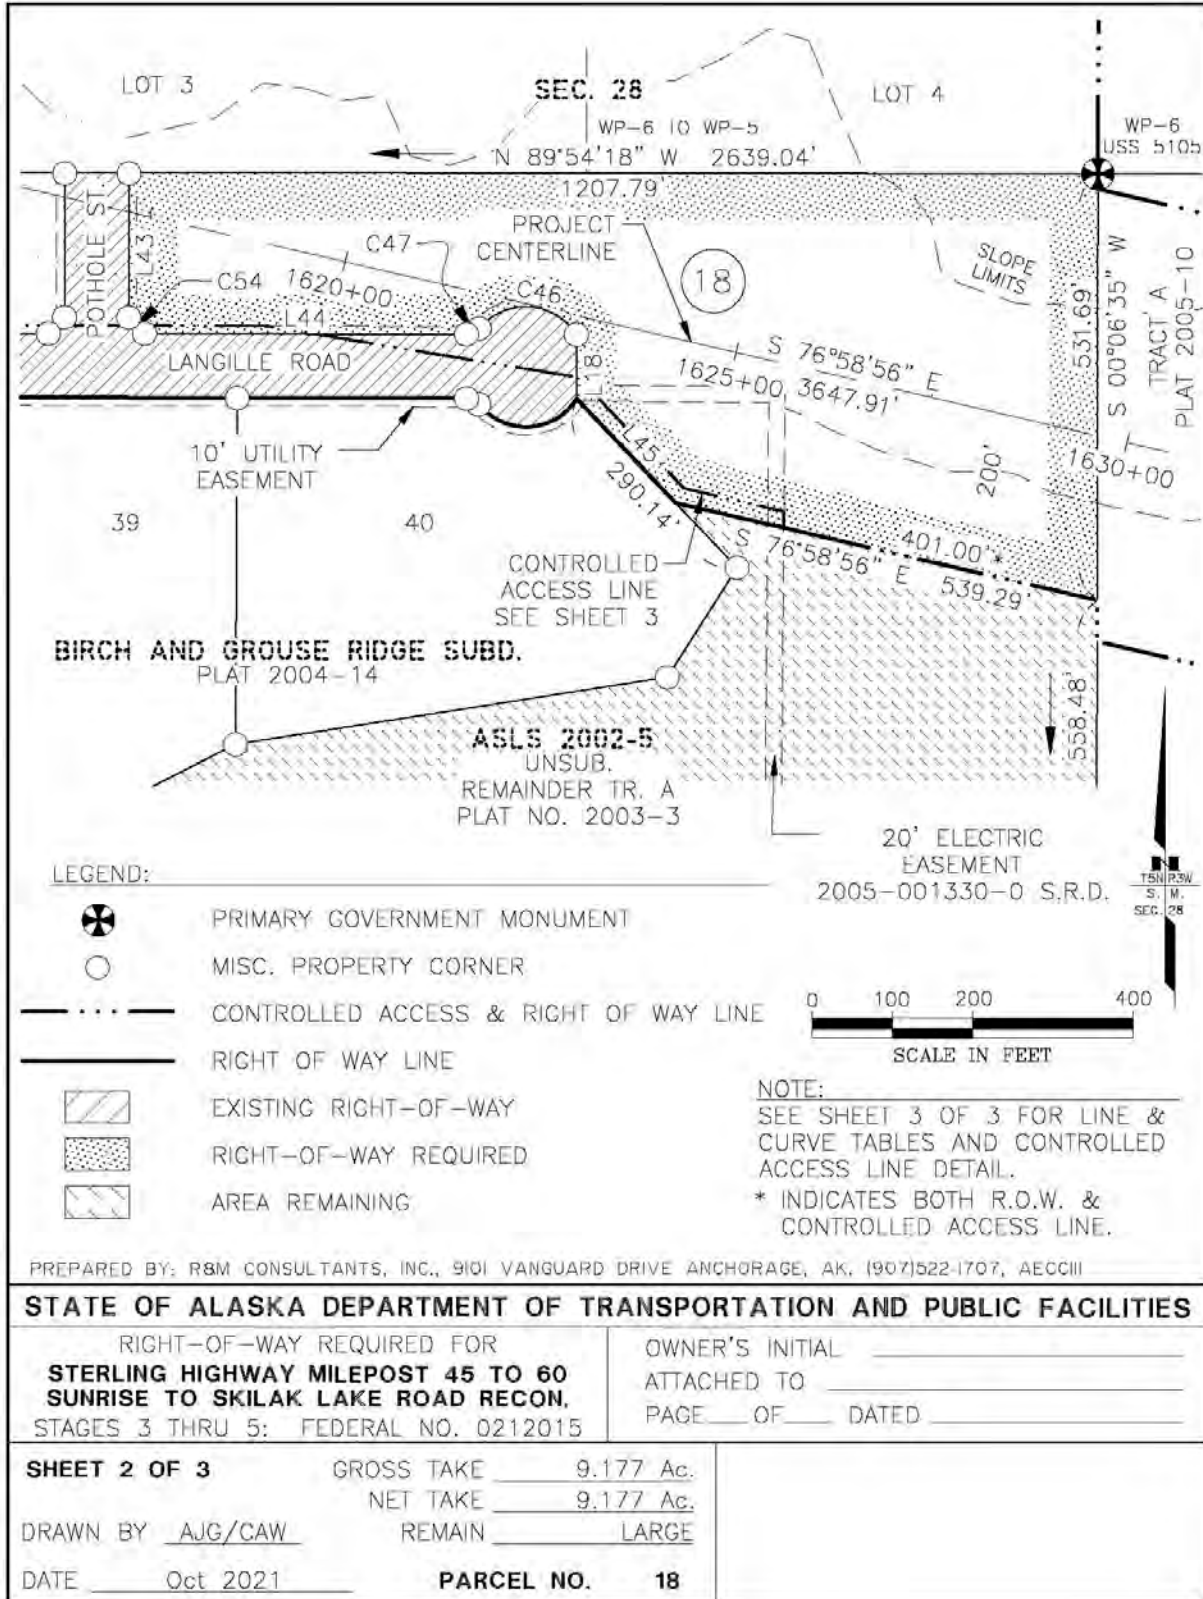 LOT 3
SEC. 28
LOT 4
WP-6 TO WP-5
WP-6
USS 5105
N 89°54'18" W 2639.04'
1207.79'
POTHOLE ST.
L43
C54
C47
1620+00
L44
C46
PROJECT
CENTERLINE
18
SLOPE
LIMITS
531.69'
S 00°06'35" W
TRACT A
PLAT 2005-10
LANGILLE ROAD
L18
S 76°58'56" E
1625+00 3647.91'
1630+00
200'
10' UTILITY
EASEMENT
L45
290.14'
39
40
CONTROLLED
ACCESS LINE
SEE SHEET 3
S 76°58'56" E
401.00'*
539.29'
BIRCH AND GROUSE RIDGE SUBD.
PLAT 2004-14
ASLS 2002-5
UNSUB.
REMAINDER TR. A
PLAT NO. 2003-3
558.48'
20' ELECTRIC
EASEMENT
2005-001330-0 S.R.D.
T5N R3W
S. M.
SEC. 28
LEGEND:
PRIMARY GOVERNMENT MONUMENT
MISC. PROPERTY CORNER
CONTROLLED ACCESS & RIGHT OF WAY LINE
RIGHT OF WAY LINE
EXISTING RIGHT-OF-WAY
RIGHT-OF-WAY REQUIRED
AREA REMAINING
0 100 200 400
SCALE IN FEET
NOTE:
SEE SHEET 3 OF 3 FOR LINE &
CURVE TABLES AND CONTROLLED
ACCESS LINE DETAIL.
* INDICATES BOTH R.O.W. &
CONTROLLED ACCESS LINE.
PREPARED BY: R&M CONSULTANTS, INC., 9101 VANGUARD DRIVE ANCHORAGE, AK, (907)522-1707, AECC111
STATE OF ALASKA DEPARTMENT OF TRANSPORTATION AND PUBLIC FACILITIES
RIGHT-OF-WAY REQUIRED FOR
STERLING HIGHWAY MILEPOST 45 TO 60
SUNRISE TO SKILAK LAKE ROAD RECON.
STAGES 3 THRU 5: FEDERAL NO. 0212015
OWNER'S INITIAL
ATTACHED TO
PAGE OF DATED
SHEET 2 OF 3
GROSS TAKE 9.177 Ac.
NET TAKE 9.177 Ac.
DRAWN BY AJG/CAW
REMAIN LARGE
DATE Oct 2021
PARCEL NO. 18